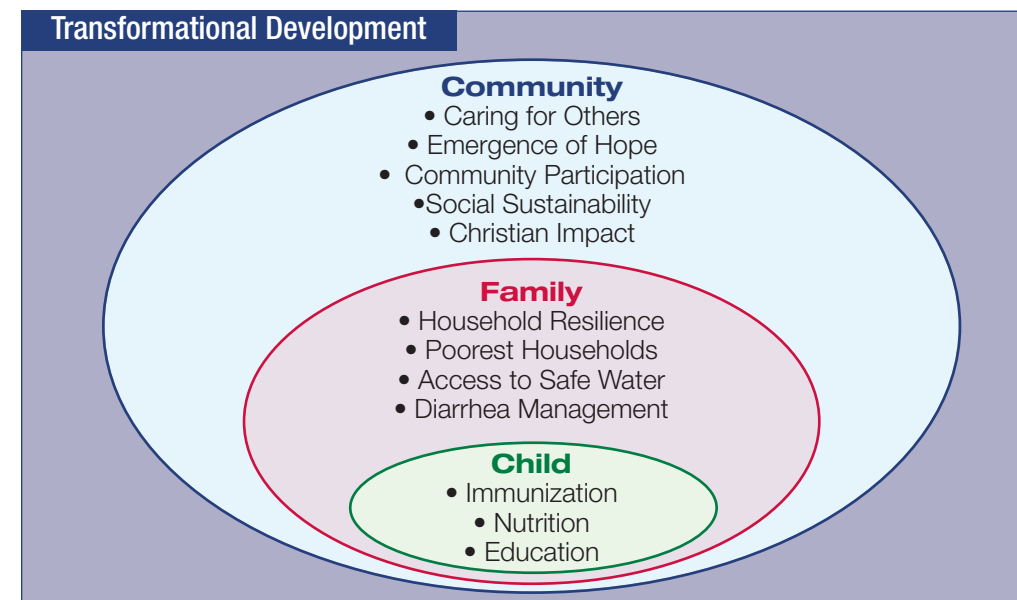 Transformational Development
Community
• Caring for Others
• Emergence of Hope
• Community Participation
•Social Sustainability
• Christian Impact
Family
• Household Resilience
• Poorest Households
• Access to Safe Water
• Diarrhea Management
Child
• Immunization
• Nutrition
• Education